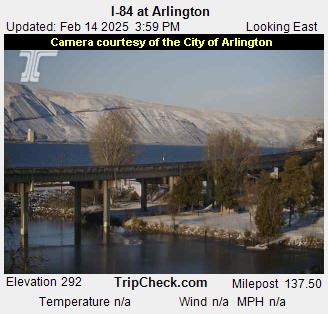 I-84 at Arlington
Updated: Feb 14 2025 3:59 PM Looking East
Camera courtesy of the City of Arlington
Elevation 292 TripCheck.com Milepost 137.50
Temperature n/a Wind n/a MPH n/a